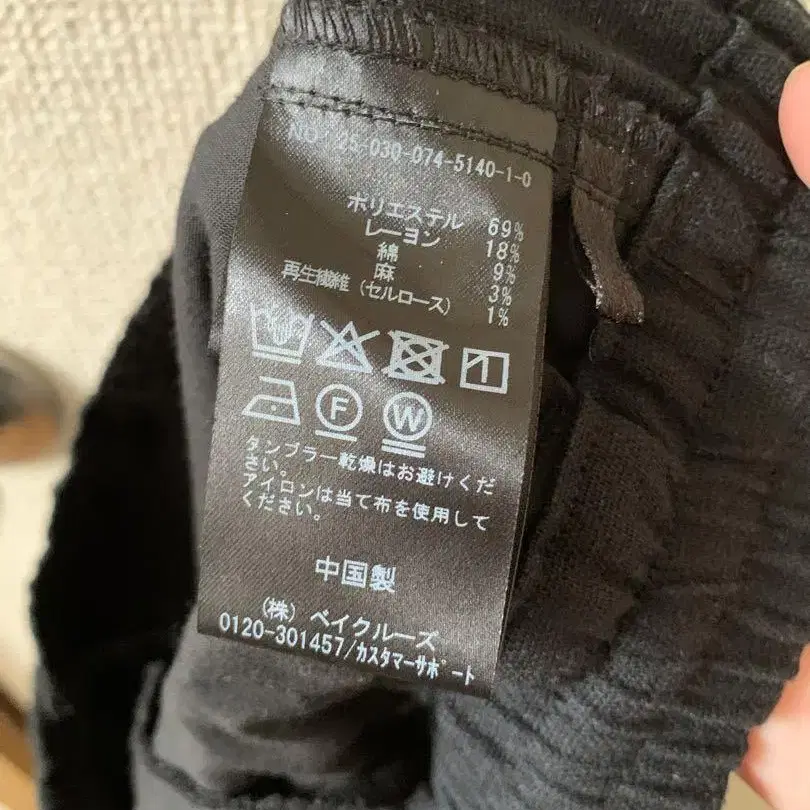 NO 25-030-074-5140-1-0
ポリエステル 69%
レーヨン 18%
綿 9%
麻 3%
再生繊維(セルロース) 1%
F W
タンブラー乾燥はお避けくだ
さい。
アイロンは当て布を使用して
ください。
中国製
(株)ベイクルーズ
0120-301457/カスタマーサポート